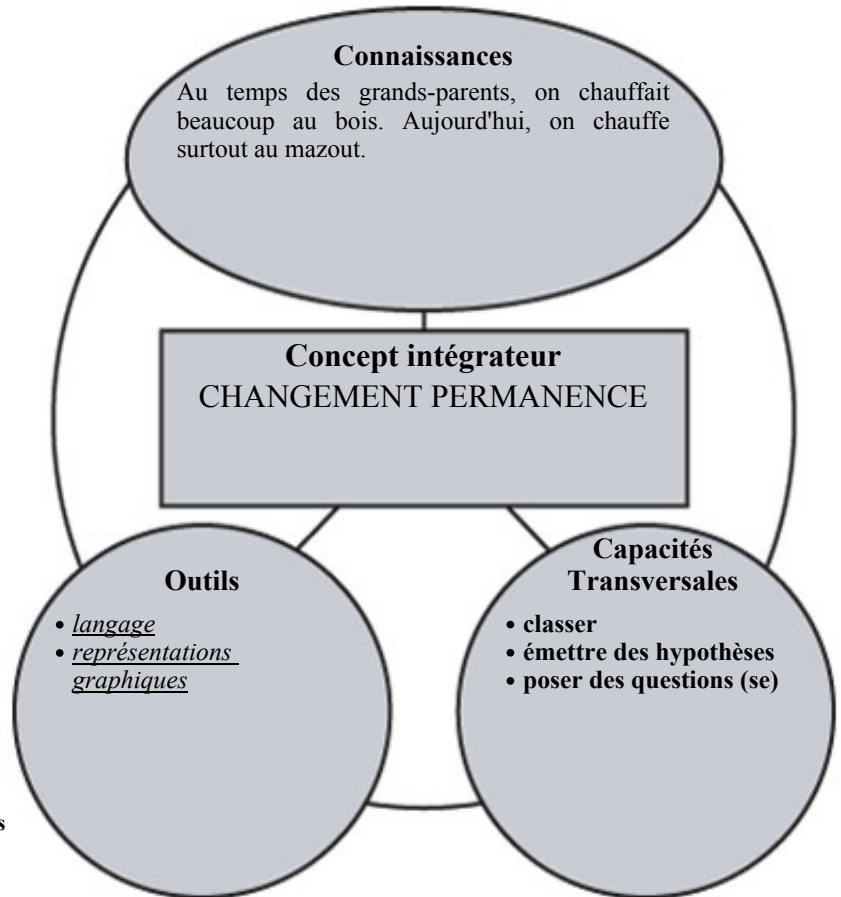 Connaissances
Au temps des grands-parents, on chauffait
beaucoup au bois. Aujourd'hui, on chauffe
surtout au mazout.
Concept intégrateur
CHANGEMENT PERMANENCE
Outils
• langage
• représentations
graphiques
Capacités
Transversales
• classer
• émettre des hypothèses
• poser des questions (se)
s